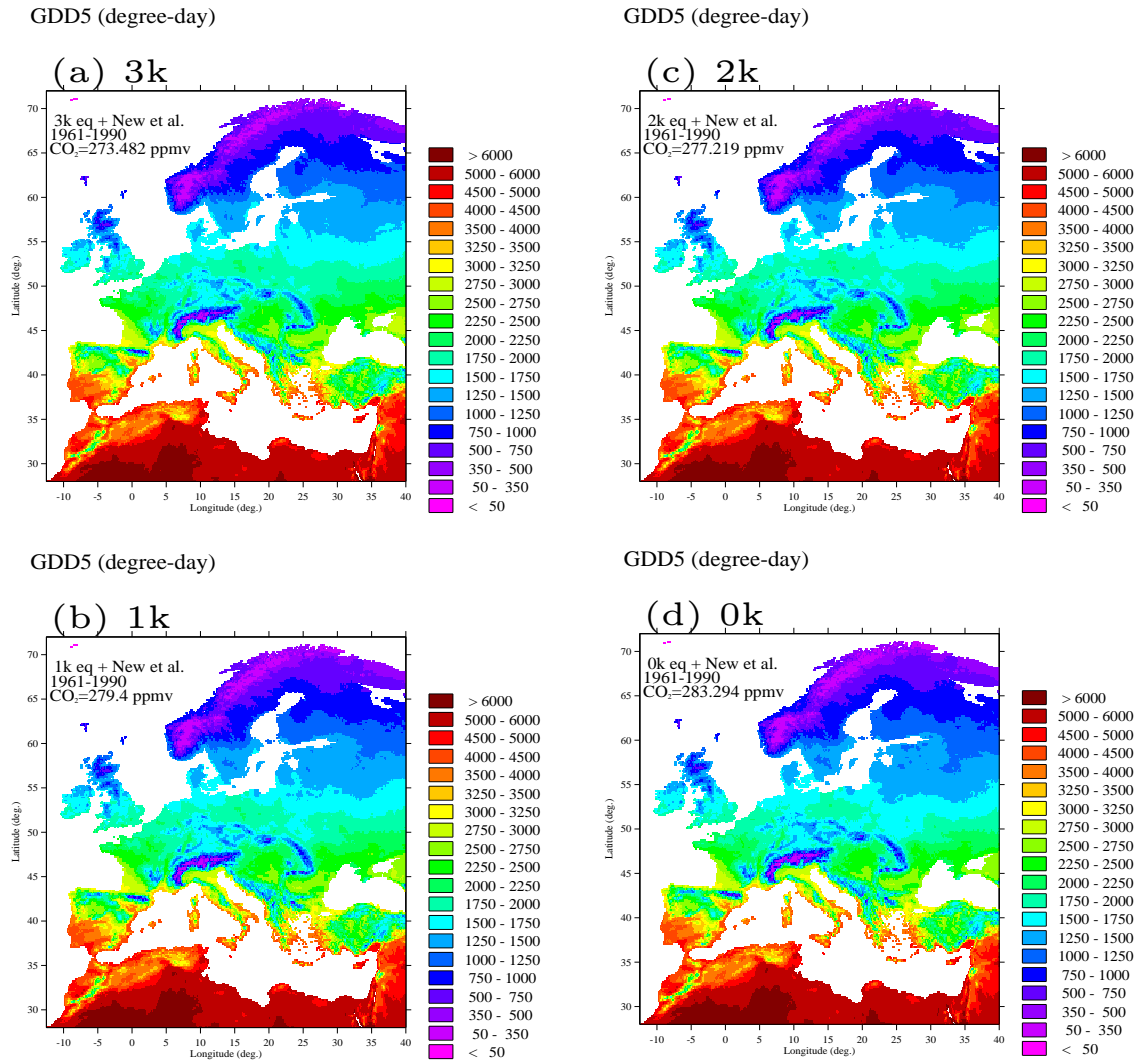 GDD5 (degree-day)
(a) 3k
3k eq + New et al.
1961-1990
CO₂=273.482 ppmv
70
65
60
55
50
45
40
35
30
Latitude (deg.)
-10 -5 0 5 10 15 20 25 30 35 40
Longitude (deg.)
> 6000
5000 - 6000
4500 - 5000
4000 - 4500
3500 - 4000
3250 - 3500
3000 - 3250
2750 - 3000
2500 - 2750
2250 - 2500
2000 - 2250
1750 - 2000
1500 - 1750
1250 - 1500
1000 - 1250
750 - 1000
500 - 750
350 - 500
50 - 350
< 50
GDD5 (degree-day)
(c) 2k
2k eq + New et al.
1961-1990
CO₂=277.219 ppmv
70
65
60
55
50
45
40
35
30
Latitude (deg.)
-10 -5 0 5 10 15 20 25 30 35 40
Longitude (deg.)
> 6000
5000 - 6000
4500 - 5000
4000 - 4500
3500 - 4000
3250 - 3500
3000 - 3250
2750 - 3000
2500 - 2750
2250 - 2500
2000 - 2250
1750 - 2000
1500 - 1750
1250 - 1500
1000 - 1250
750 - 1000
500 - 750
350 - 500
50 - 350
< 50
GDD5 (degree-day)
(b) 1k
1k eq + New et al.
1961-1990
CO₂=279.4 ppmv
70
65
60
55
50
45
40
35
30
Latitude (deg.)
-10 -5 0 5 10 15 20 25 30 35 40
Longitude (deg.)
> 6000
5000 - 6000
4500 - 5000
4000 - 4500
3500 - 4000
3250 - 3500
3000 - 3250
2750 - 3000
2500 - 2750
2250 - 2500
2000 - 2250
1750 - 2000
1500 - 1750
1250 - 1500
1000 - 1250
750 - 1000
500 - 750
350 - 500
50 - 350
< 50
GDD5 (degree-day)
(d) 0k
0k eq + New et al.
1961-1990
CO₂=283.294 ppmv
70
65
60
55
50
45
40
35
30
Latitude (deg.)
-10 -5 0 5 10 15 20 25 30 35 40
Longitude (deg.)
> 6000
5000 - 6000
4500 - 5000
4000 - 4500
3500 - 4000
3250 - 3500
3000 - 3250
2750 - 3000
2500 - 2750
2250 - 2500
2000 - 2250
1750 - 2000
1500 - 1750
1250 - 1500
1000 - 1250
750 - 1000
500 - 750
350 - 500
50 - 350
< 50